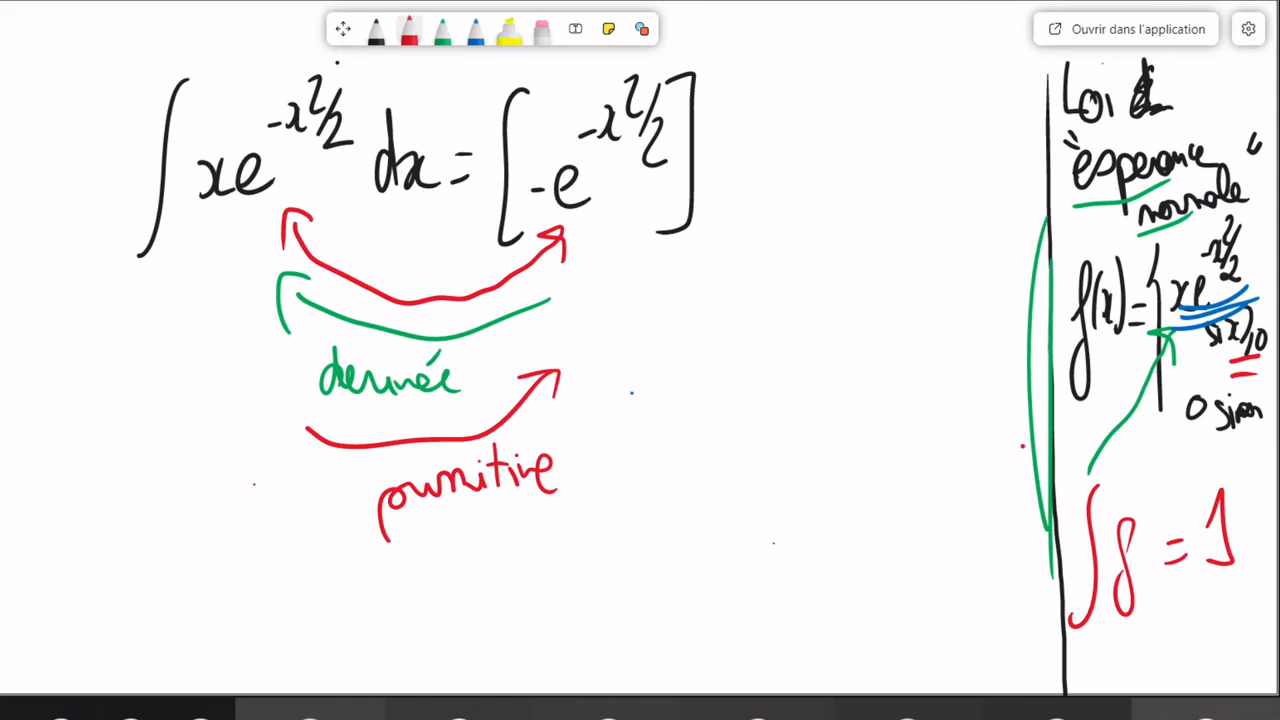 Ouvrir dans l'application
∫ xe^{-x²/2} dx = [-e^{-x²/2}]
dérivée
primitive
Loi de
"espérance
normale"
f(x) = { xe^{-x²/2}
si x ≥ 0
0 sinon
∫ f = 1